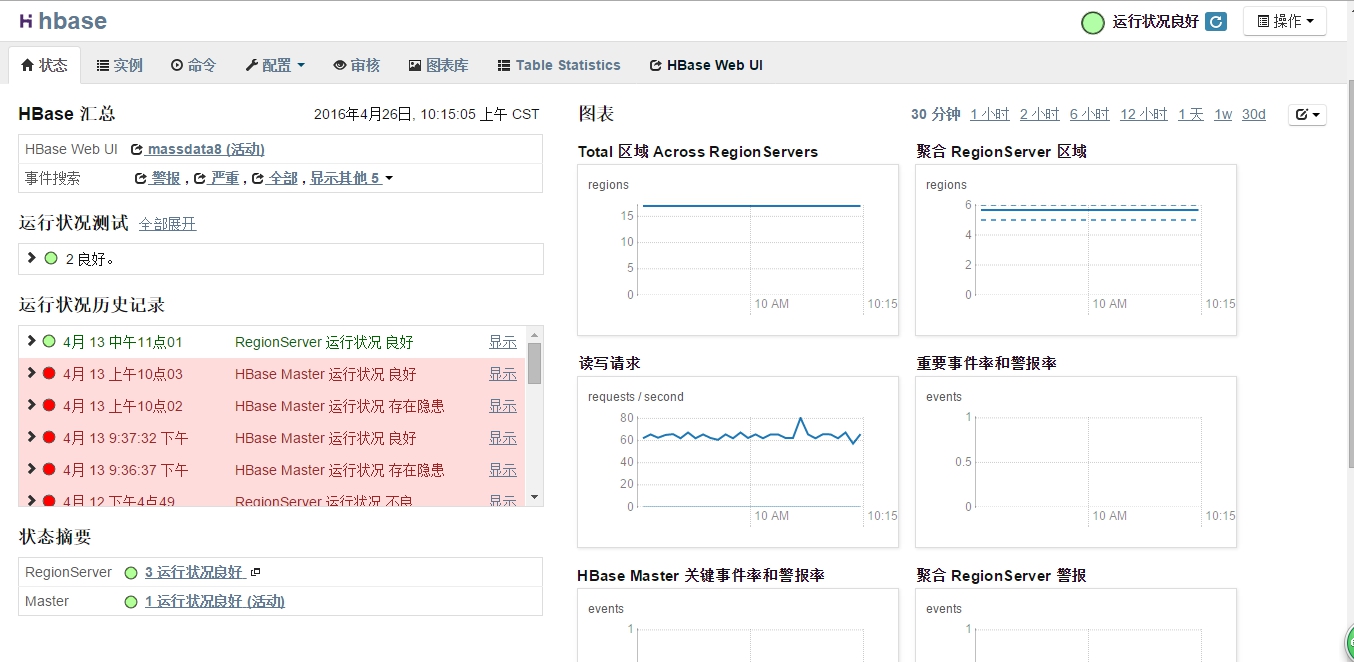 hbase
运行状况良好
操作
状态
实例
命令
配置
审核
图表库
Table Statistics
HBase Web UI
HBase 汇总
2016年4月26日, 10:15:05 上午 CST
HBase Web UI massdata8 (活动)
事件搜索 警报 , 严重 , 全部 , 显示其他 5
运行状况测试 全部展开
2 良好。
运行状况历史记录
4月 13 中午11点01 RegionServer 运行状况 良好 显示
4月 13 上午10点03 HBase Master 运行状况 良好 显示
4月 13 上午10点02 HBase Master 运行状况 存在隐患 显示
4月 13 9:37:32 下午 HBase Master 运行状况 良好 显示
4月 13 9:36:37 下午 HBase Master 运行状况 存在隐患 显示
4月 12 下午4点49 RegionServer 运行状况 不良 显示
状态摘要
RegionServer 3 运行状况良好
Master 1 运行状况良好 (活动)
图表
30 分钟 1 小时 2 小时 6 小时 12 小时 1 天 1w 30d
Total 区域 Across RegionServers
regions
15
10
5
0
10 AM 10:15
聚合 RegionServer 区域
regions
6
4
2
0
10 AM 10:15
读写请求
requests / second
80
60
40
20
0
10 AM 10:15
重要事件率和警报率
events
1
0.5
0
10 AM 10:15
HBase Master 关键事件率和警报率
events
1
聚合 RegionServer 警报
events
1